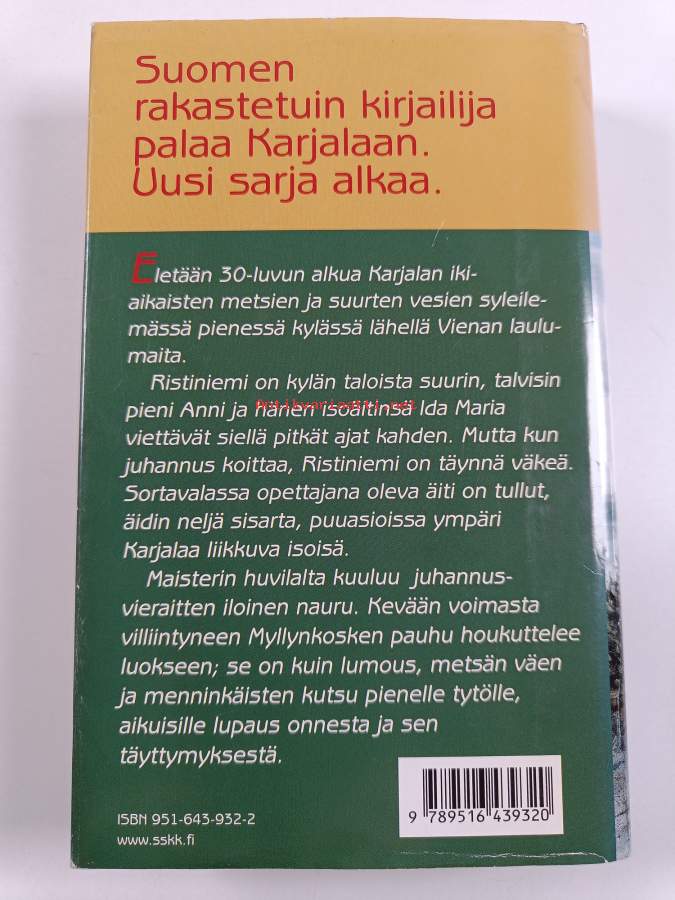 Suomen
rakastetuin kirjailija
palaa Karjalaan.
Uusi sarja alkaa.
Eletään 30-luvun alkua Karjalan iki-
aikaisten metsien ja suurten vesien syleile-
mässä pienessä kylässä lähellä Vienan laulu-
maita.
Ristiniemi on kylän taloista suurin, talvisin
Antikvariaatti.net
pieni Anni ja hänen isoäitinsä Ida Maria
viettävät siellä pitkät ajat kahden. Mutta kun
juhannus koittaa, Ristiniemi on täynnä väkeä.
Sortavalassa opettajana oleva äiti on tullut,
äidin neljä sisarta, puuasioissa ympäri
Karjalaa liikkuva isoisä.
Maisterin huvilalta kuuluu juhannus-
vieraitten iloinen nauru. Kevään voimasta
villiintyneen Myllynkosken pauhu houkuttelee
luokseen; se on kuin lumous, metsän väen
ja menninkäisten kutsu pienelle tytölle,
aikuisille lupaus onnesta ja sen
täyttymyksestä.
ISBN 951-643-932-2
www.sskk.fi
9 789516 439320